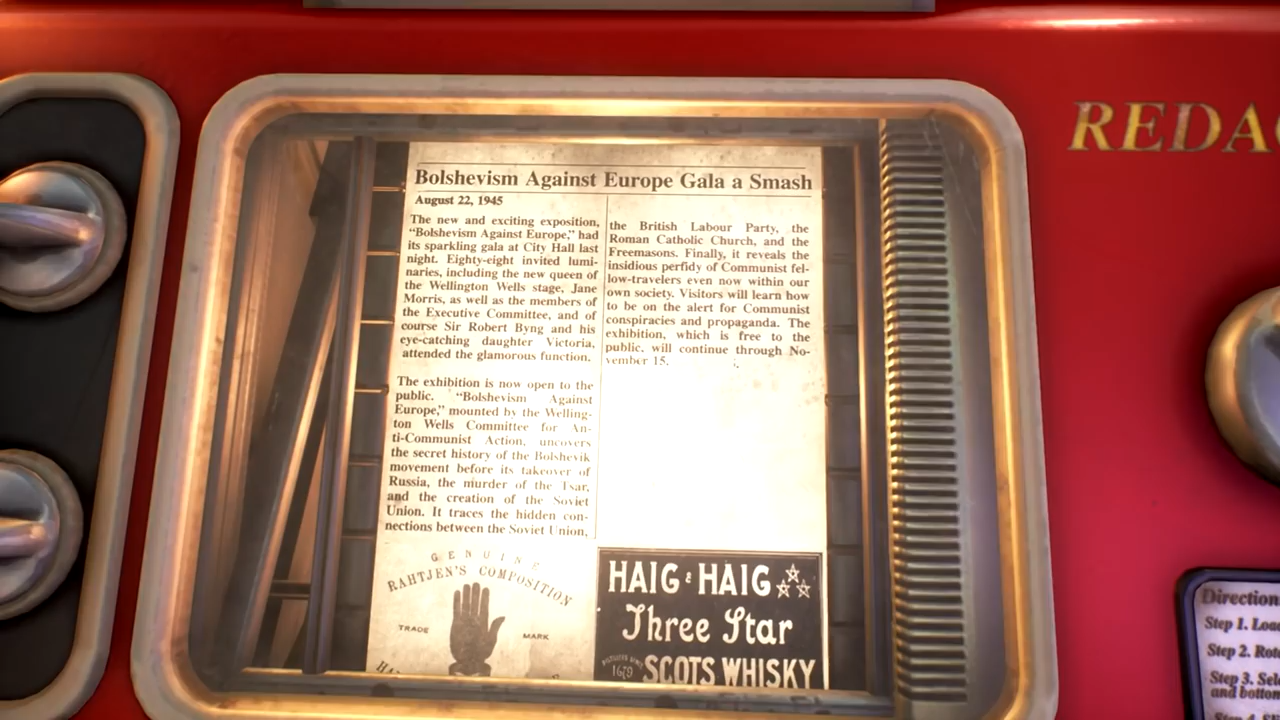 REDA
Bolshevism Against Europe Gala a Smash
August 22, 1945
The new and exciting exposition,
“Bolshevism Against Europe,” had
its sparkling gala at City Hall last
night. Eighty-eight invited lumi-
naries, including the new queen of
the Wellington Wells stage, Jane
Morris, as well as the members of
the Executive Committee, and of
course Sir Robert Byng and his
eye-catching daughter Victoria,
attended the glamorous function.
The exhibition is now open to the
public. “Bolshevism Against
Europe,” mounted by the Welling-
ton Wells Committee for An-
ti-Communist Action, uncovers
the secret history of the Bolshevik
movement before its takeover of
Russia, the murder of the Tsar,
and the creation of the Soviet
Union. It traces the hidden con-
nections between the Soviet Union,
the British Labour Party, the
Roman Catholic Church, and the
Freemasons. Finally, it reveals the
insidious perfidy of Communist fel-
low-travelers even now within our
own society. Visitors will learn how
to be on the alert for Communist
conspiracies and propaganda. The
exhibition, which is free to the
public, will continue through No-
vember 15.
GENUINE
RAHTJEN'S COMPOSITION
TRADE MARK
HAIG & HAIG
Three Star
SCOTS WHISKY
1679
Direction
Step 1. Loa
Step 2. Rot
Step 3. Sel
and bottom